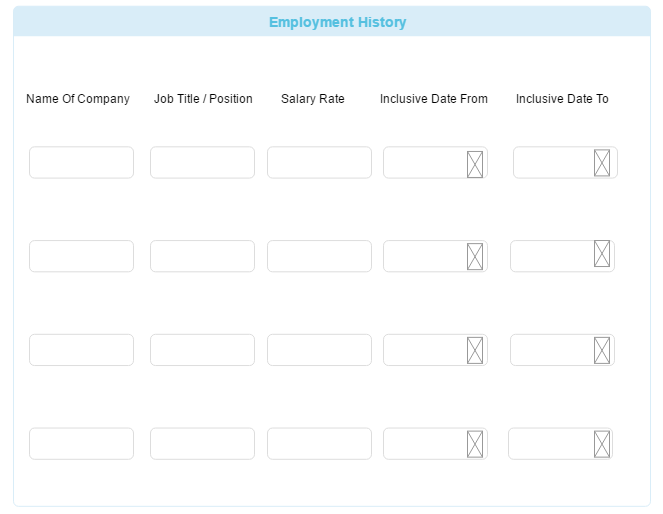 Employment History
Name Of Company Job Title / Position Salary Rate Inclusive Date From Inclusive Date To